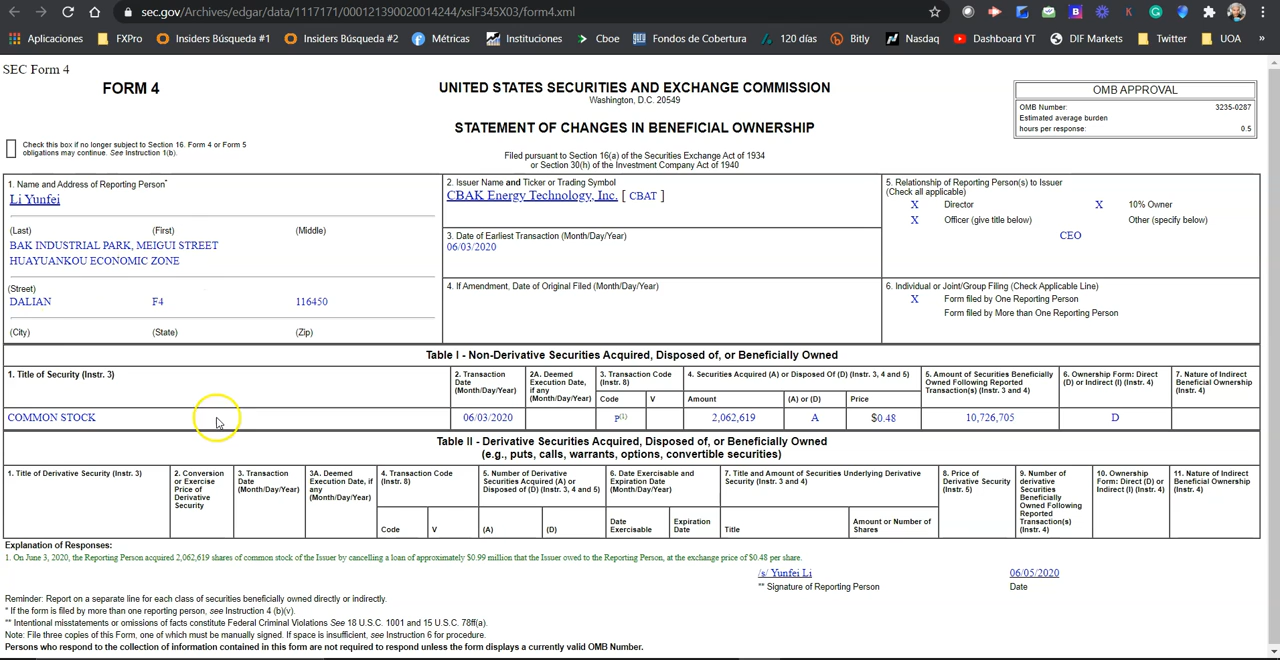 sec.gov/Archives/edgar/data/1117171/000121390020014244/xslF345X03/form4.xml
Aplicaciones FXPro Insiders Búsqueda #1 Insiders Búsqueda #2 Métricas Instituciones Cboe Fondos de Cobertura 120 días Bitly Nasdaq Dashboard YT DIF Markets Twitter UOA »
SEC Form 4
FORM 4
UNITED STATES SECURITIES AND EXCHANGE COMMISSION
Washington, D.C. 20549
STATEMENT OF CHANGES IN BENEFICIAL OWNERSHIP
Filed pursuant to Section 16(a) of the Securities Exchange Act of 1934
or Section 30(h) of the Investment Company Act of 1940
OMB APPROVAL
OMB Number: 3235-0287
Estimated average burden
hours per response: 0.5
Check this box if no longer subject to Section 16. Form 4 or Form 5
obligations may continue. See Instruction 1(b).
1. Name and Address of Reporting Person*
Li Yunfei
(Last) (First) (Middle)
BAK INDUSTRIAL PARK, MEIGUI STREET
HUAYUANKOU ECONOMIC ZONE
(Street)
DALIAN F4 116450
(City) (State) (Zip)
2. Issuer Name and Ticker or Trading Symbol
CBAK Energy Technology, Inc. [ CBAT ]
3. Date of Earliest Transaction (Month/Day/Year)
06/03/2020
4. If Amendment, Date of Original Filed (Month/Day/Year)
5. Relationship of Reporting Person(s) to Issuer
(Check all applicable)
X Director X 10% Owner
X Officer (give title below) Other (specify below)
CEO
6. Individual or Joint/Group Filing (Check Applicable Line)
X Form filed by One Reporting Person
Form filed by More than One Reporting Person
Table I - Non-Derivative Securities Acquired, Disposed of, or Beneficially Owned
1. Title of Security (Instr. 3)
2. Transaction
Date
(Month/Day/Year)
2A. Deemed
Execution Date,
if any
(Month/Day/Year)
3. Transaction Code
(Instr. 8)
4. Securities Acquired (A) or Disposed Of (D) (Instr. 3, 4 and 5)
5. Amount of Securities Beneficially
Owned Following Reported
Transaction(s) (Instr. 3 and 4)
6. Ownership Form: Direct
(D) or Indirect (I) (Instr. 4)
7. Nature of Indirect
Beneficial Ownership
(Instr. 4)
Code V Amount (A) or (D) Price
COMMON STOCK 06/03/2020 P(1) 2,062,619 A $0.48 10,726,705 D
Table II - Derivative Securities Acquired, Disposed of, or Beneficially Owned
(e.g., puts, calls, warrants, options, convertible securities)
1. Title of Derivative Security (Instr. 3)
2. Conversion
or Exercise
Price of
Derivative
Security
3. Transaction
Date
(Month/Day/Year)
3A. Deemed
Execution Date, if
any
(Month/Day/Year)
4. Transaction Code
(Instr. 8)
5. Number of Derivative
Securities Acquired (A) or
Disposed of (D) (Instr. 3, 4 and 5)
6. Date Exercisable and
Expiration Date
(Month/Day/Year)
7. Title and Amount of Securities Underlying Derivative
Security (Instr. 3 and 4)
8. Price of
Derivative Security
(Instr. 5)
9. Number of
derivative
Securities
Beneficially
Owned Following
Reported
Transaction(s)
(Instr. 4)
10. Ownership
Form: Direct (D) or
Indirect (I) (Instr. 4)
11. Nature of Indirect
Beneficial Ownership
(Instr. 4)
Code V (A) (D)
Date
Exercisable
Expiration
Date
Title
Amount or Number of
Shares
Explanation of Responses:
1. On June 3, 2020, the Reporting Person acquired 2,062,619 shares of common stock of the Issuer by cancelling a loan of approximately $0.99 million that the Issuer owed to the Reporting Person, at the exchange price of $0.48 per share.
/s/ Yunfei Li 06/05/2020
** Signature of Reporting Person Date
Reminder: Report on a separate line for each class of securities beneficially owned directly or indirectly.
* If the form is filed by more than one reporting person, see Instruction 4 (b)(v).
** Intentional misstatements or omissions of facts constitute Federal Criminal Violations See 18 U.S.C. 1001 and 15 U.S.C. 78ff(a).
Note: File three copies of this Form, one of which must be manually signed. If space is insufficient, see Instruction 6 for procedure.
Persons who respond to the collection of information contained in this form are not required to respond unless the form displays a currently valid OMB Number.